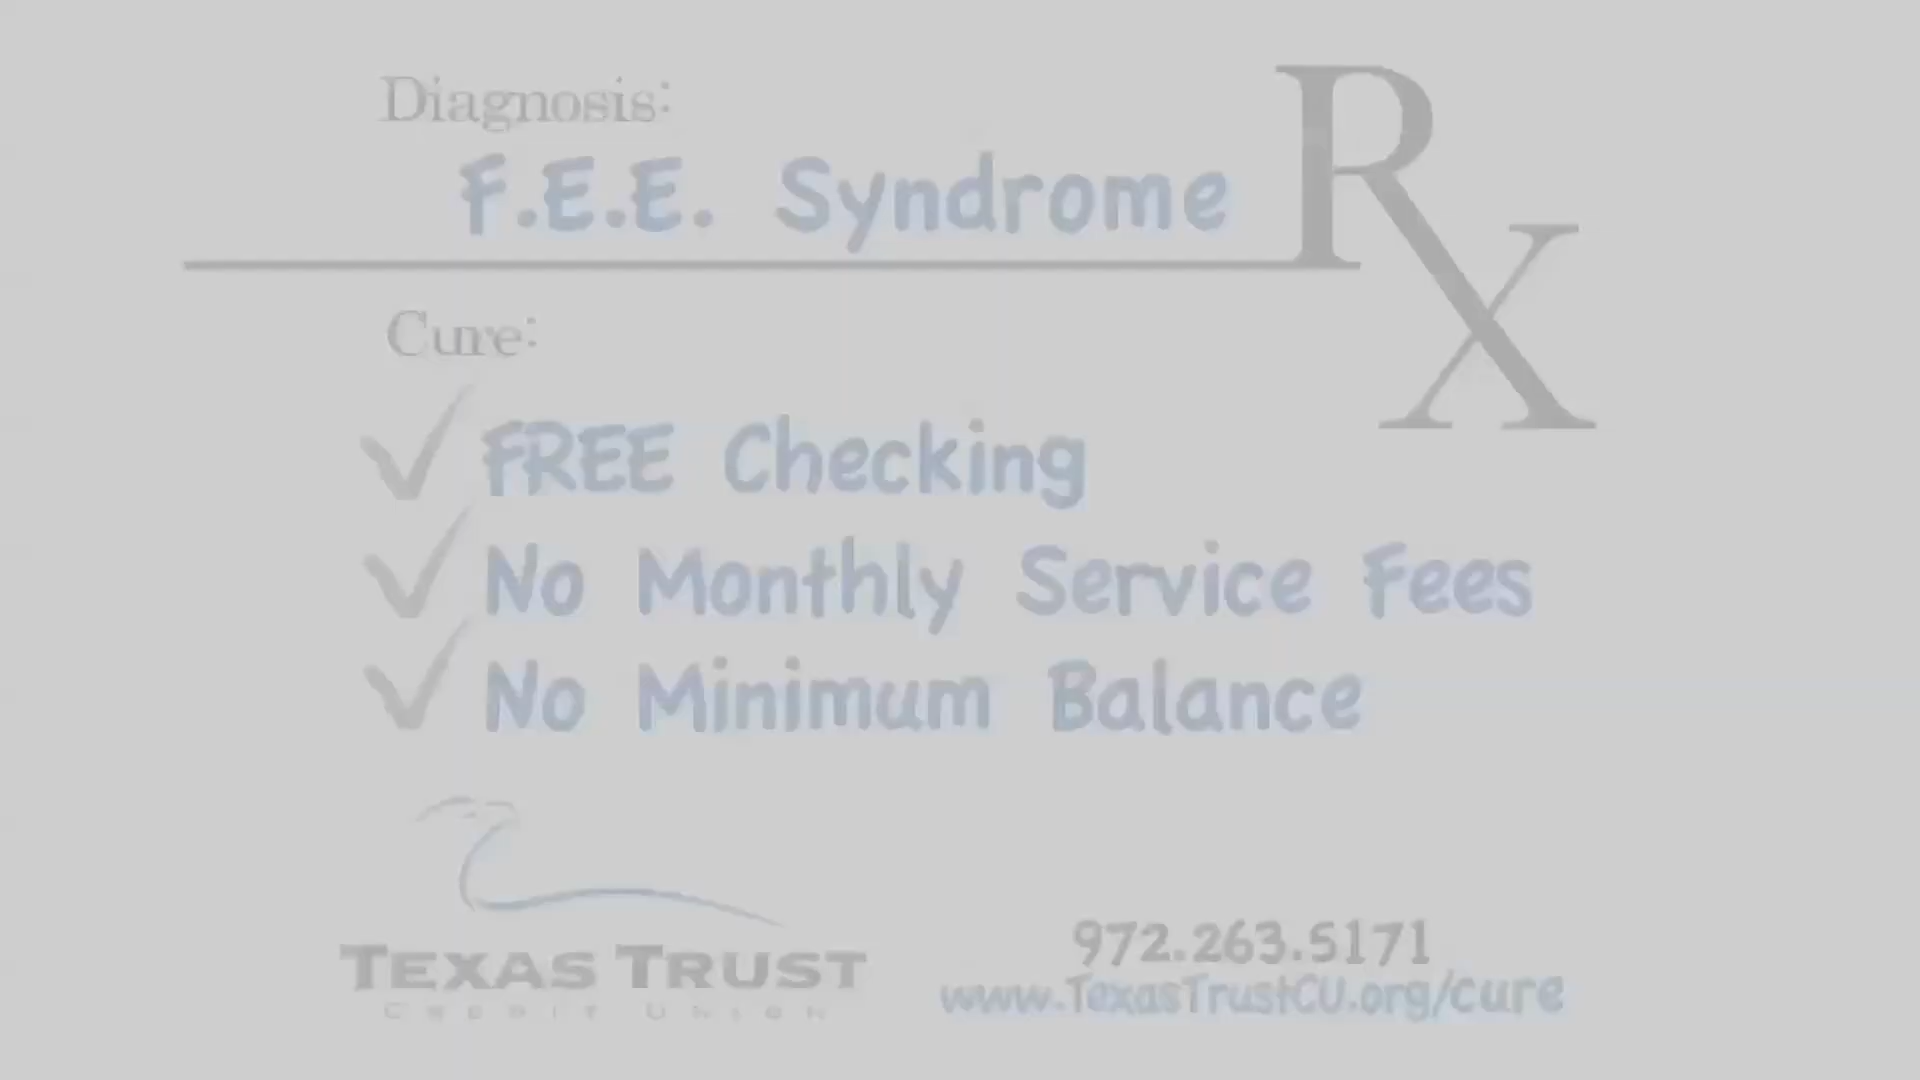 Diagnosis:
F.E.E. Syndrome
Rx
Cure:
FREE Checking
No Monthly Service Fees
No Minimum Balance
TEXAS TRUST
CREDIT UNION
972.263.5171
www.TexasTrustCU.org/cure